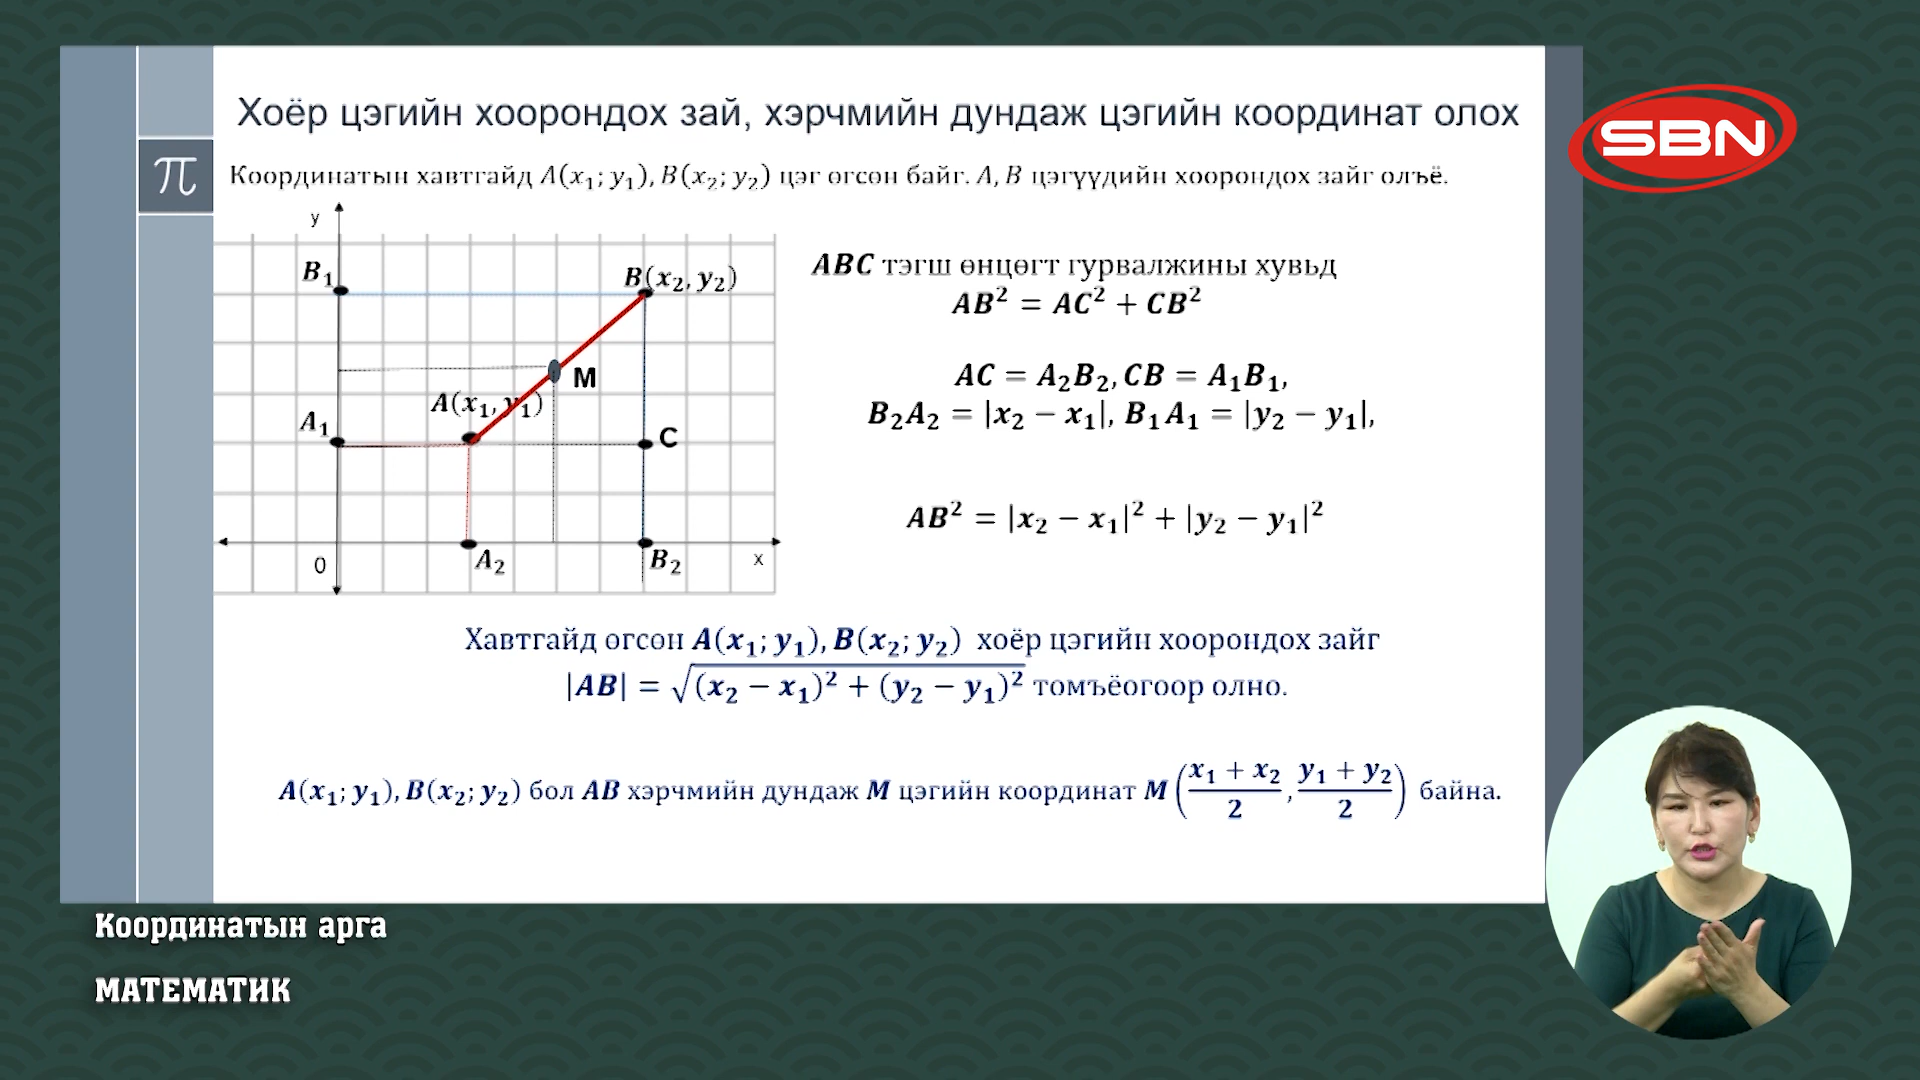 Хоёр цэгийн хоорондох зай, хэрчмийн дундаж цэгийн координат олох
π
Координатын хавтгайд A(x₁; y₁), B(x₂; y₂) цэг өгсөн байг. A, B цэгүүдийн хоорондох зайг олъё.
y
B₁
B(x₂, y₂)
M
A(x₁, y₁)
A₁
C
0
A₂
B₂
x
ABC тэгш өнцөгт гурвалжины хувьд
AB² = AC² + CB²
AC = A₂B₂, CB = A₁B₁,
B₂A₂ = |x₂ − x₁|, B₁A₁ = |y₂ − y₁|,
AB² = |x₂ − x₁|² + |y₂ − y₁|²
Хавтгайд өгсөн A(x₁; y₁), B(x₂; y₂) хоёр цэгийн хоорондох зайг
|AB| = √((x₂ − x₁)² + (y₂ − y₁)²) томъёогоор олно.
A(x₁; y₁), B(x₂; y₂) бол AB хэрчмийн дундаж M цэгийн координат M((x₁ + x₂)/2, (y₁ + y₂)/2) байна.
SBN
Координатын арга
МАТЕМАТИК